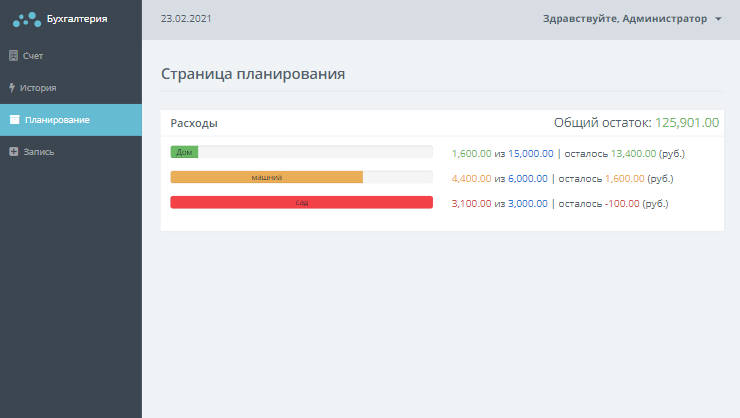 Бухгалтерия
23.02.2021
Здравствуйте, Администратор
Счет
История
Планирование
Запись
Страница планирования
Расходы
Общий остаток: 125,901.00
Дом
1,600.00 из 15,000.00 | осталось 13,400.00 (руб.)
машниа
4,400.00 из 6,000.00 | осталось 1,600.00 (руб.)
сад
3,100.00 из 3,000.00 | осталось -100.00 (руб.)